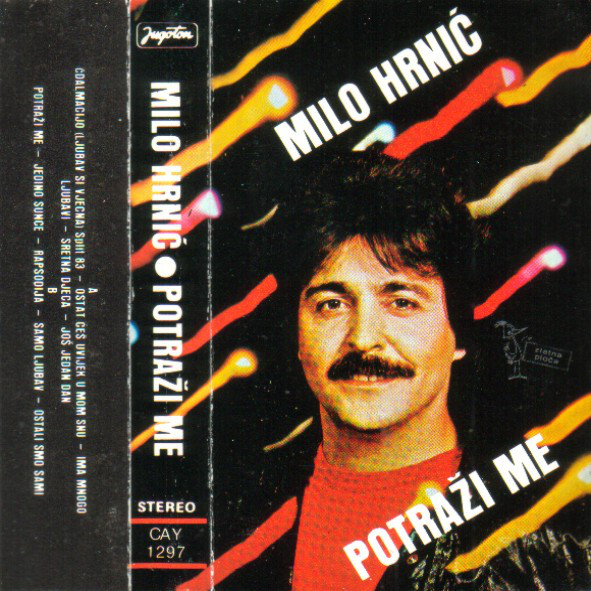 A
ČDALMACIJO (LJUBAV SI VJEČNA) Split 83 – OSTAT ĆEŠ UVIJEK U MOM SNU – IMA MNOGO
LJUBAVI – SRETNA DJECA – JOŠ JEDAN DAN
B
POTRAŽI ME – JEDINO SUNCE – RAPSODIJA – SAMO LJUBAV – OSTALI SMO SAMI
Jugoton
MILO HRNIĆ ● POTRAŽI ME
STEREO
CAY
1297
MILO HRNIĆ
zlatna
ploča
POTRAŽI ME